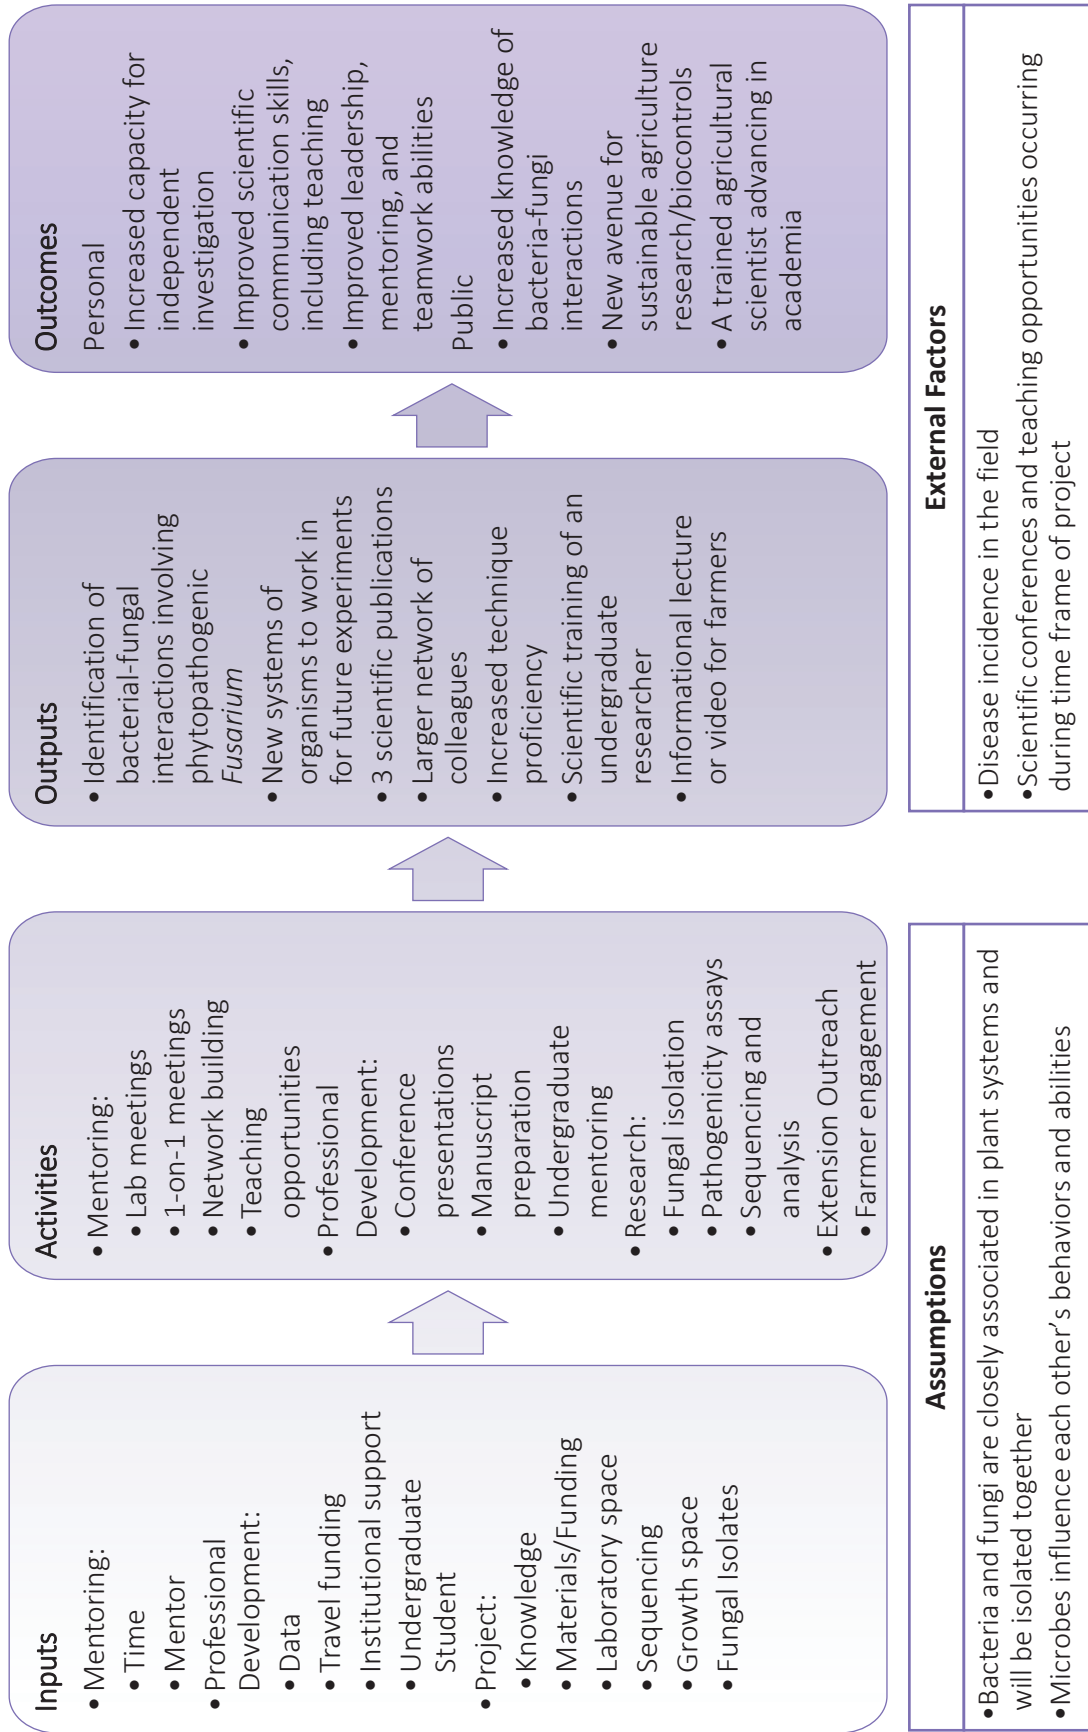 Inputs
• Mentoring:
• Time
• Mentor
• Professional
Development:
• Data
• Travel funding
• Institutional support
• Undergraduate
Student
• Project:
• Knowledge
• Materials/Funding
• Laboratory space
• Sequencing
• Growth space
• Fungal Isolates
Activities
• Mentoring:
• Lab meetings
• 1-on-1 meetings
• Network building
• Teaching
opportunities
• Professional
Development:
• Conference
presentations
• Manuscript
preparation
• Undergraduate
mentoring
• Research:
• Fungal isolation
• Pathogenicity assays
• Sequencing and
analysis
• Extension Outreach
• Farmer engagement
Outputs
• Identification of
bacterial-fungal
interactions involving
phytopathogenic
Fusarium
• New systems of
organisms to work in
for future experiments
• 3 scientific publications
• Larger network of
colleagues
• Increased technique
proficiency
• Scientific training of an
undergraduate
researcher
• Informational lecture
or video for farmers
Outcomes
Personal
• Increased capacity for
independent
investigation
• Improved scientific
communication skills,
including teaching
• Improved leadership,
mentoring, and
teamwork abilities
Public
• Increased knowledge of
bacteria-fungi
interactions
• New avenue for
sustainable agriculture
research/biocontrols
• A trained agricultural
scientist advancing in
academia
Assumptions
•Bacteria and fungi are closely associated in plant systems and
will be isolated together
•Microbes influence each other’s behaviors and abilities
External Factors
•Disease incidence in the field
•Scientific conferences and teaching opportunities occurring
during time frame of project